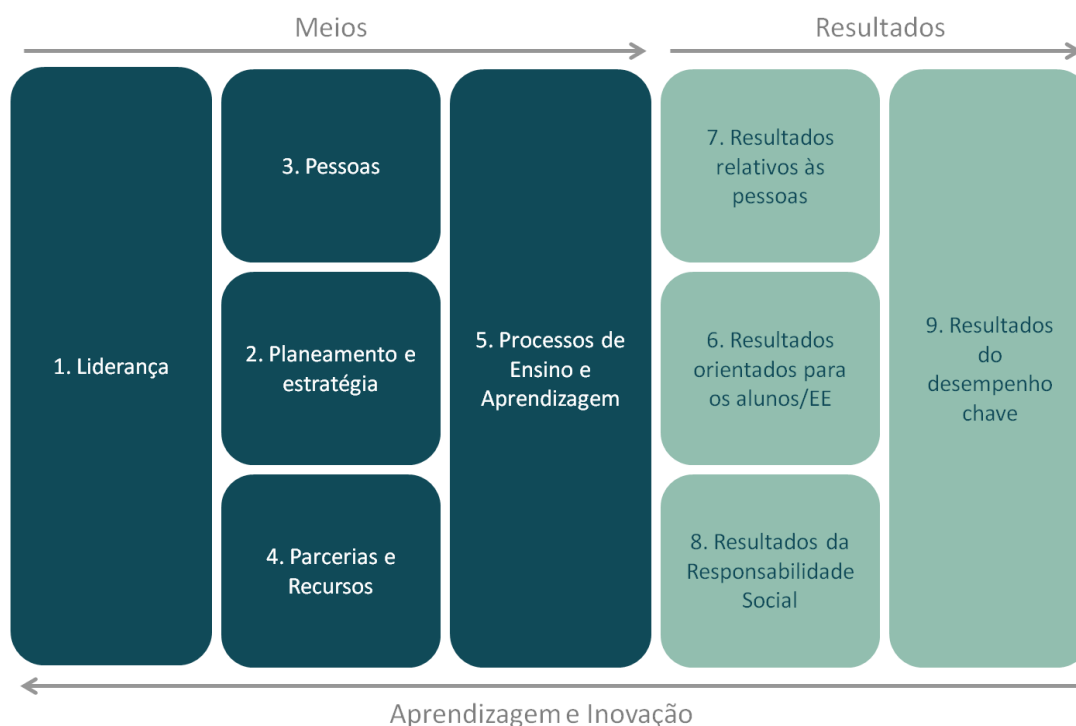 Meios
Resultados
1. Liderança
3. Pessoas
2. Planeamento e
estratégia
4. Parcerias e
Recursos
5. Processos de
Ensino e
Aprendizagem
7. Resultados
relativos às
pessoas
6. Resultados
orientados para
os alunos/EE
8. Resultados da
Responsabilidade
Social
9. Resultados
do
desempenho
chave
Aprendizagem e Inovação